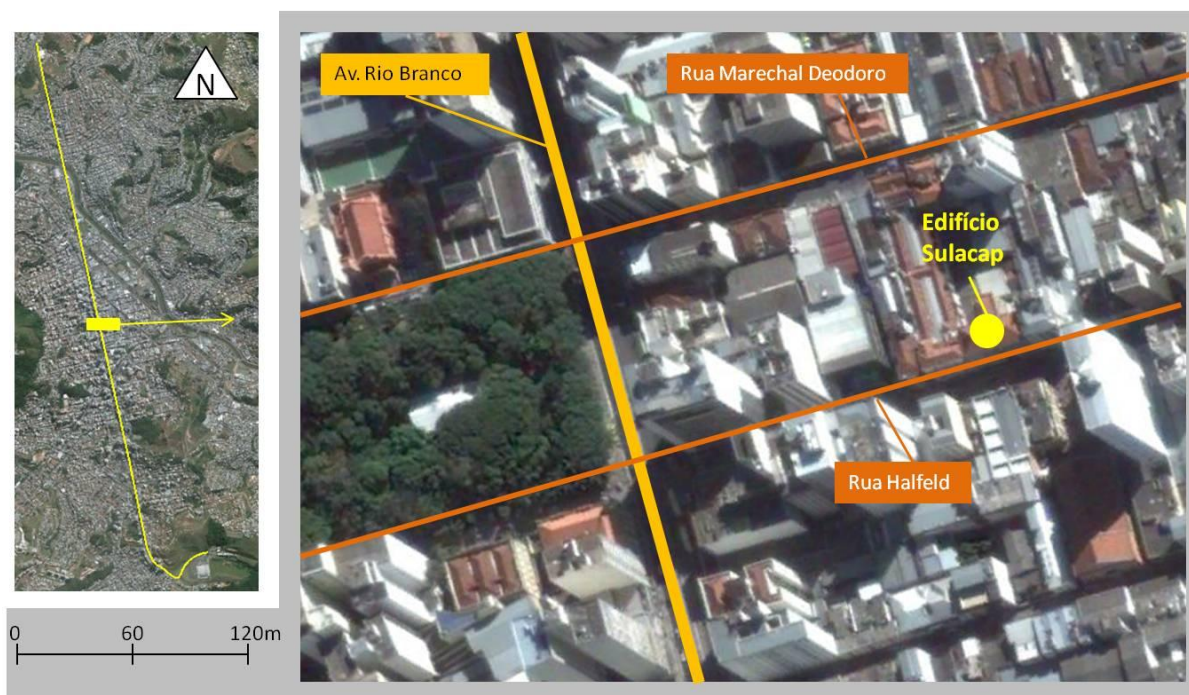 N
Av. Rio Branco
Rua Marechal Deodoro
Edifício
Sulacap
Rua Halfeld
0 60 120m